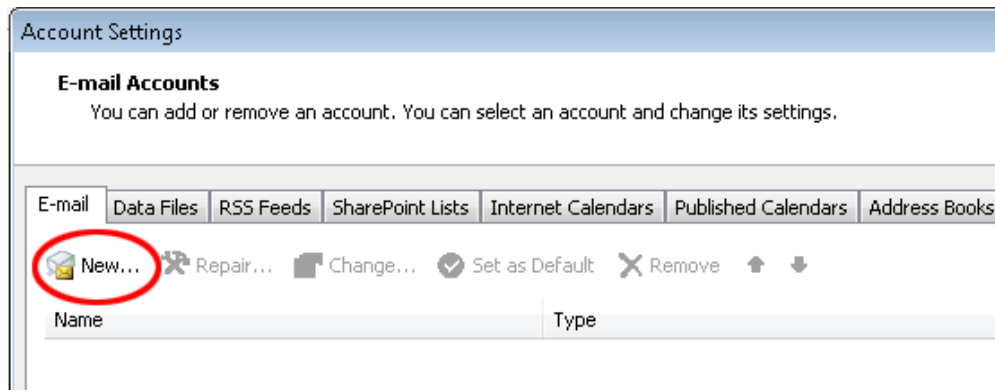 Account Settings
E-mail Accounts
You can add or remove an account. You can select an account and change its settings.
E-mail Data Files RSS Feeds SharePoint Lists Internet Calendars Published Calendars Address Books
New... Repair... Change... Set as Default Remove
Name Type